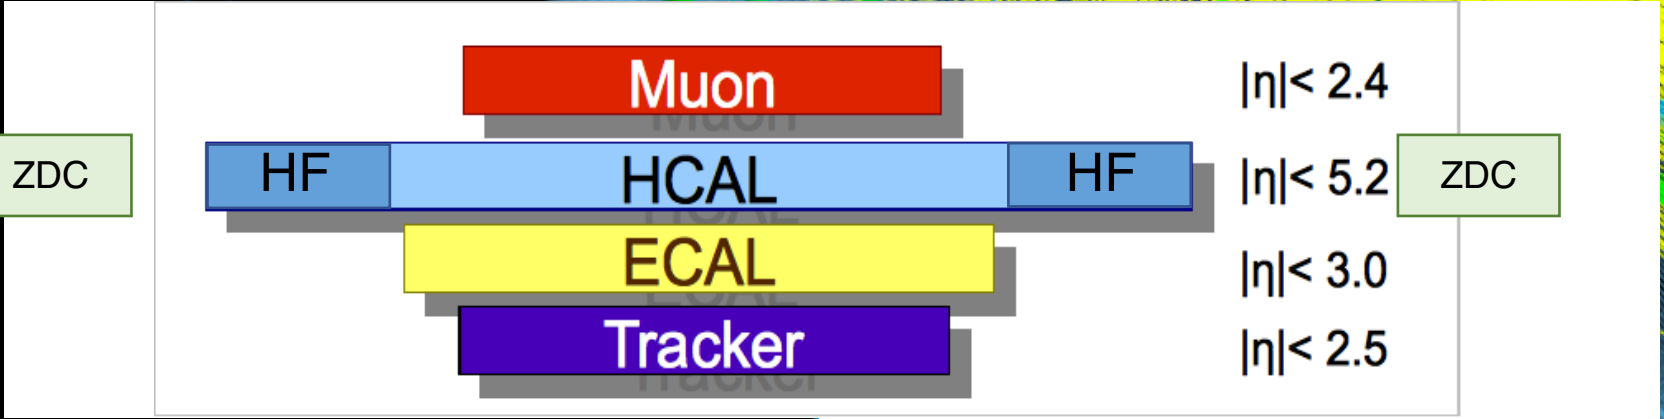 Muon |η|< 2.4
ZDC HF HCAL HF |η|< 5.2 ZDC
ECAL |η|< 3.0
Tracker |η|< 2.5